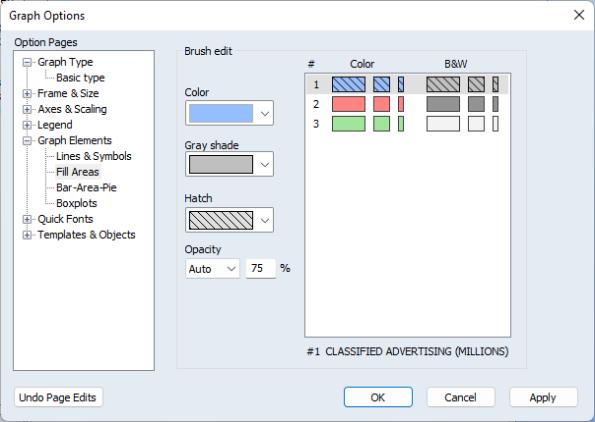 Graph Options
Option Pages
Graph Type
Basic type
Frame & Size
Axes & Scaling
Legend
Graph Elements
Lines & Symbols
Fill Areas
Bar-Area-Pie
Boxplots
Quick Fonts
Templates & Objects
Brush edit
Color
Gray shade
Hatch
Opacity
Auto 75 %
# Color B&W
1
2
3
#1 CLASSIFIED ADVERTISING (MILLIONS)
Undo Page Edits OK Cancel Apply